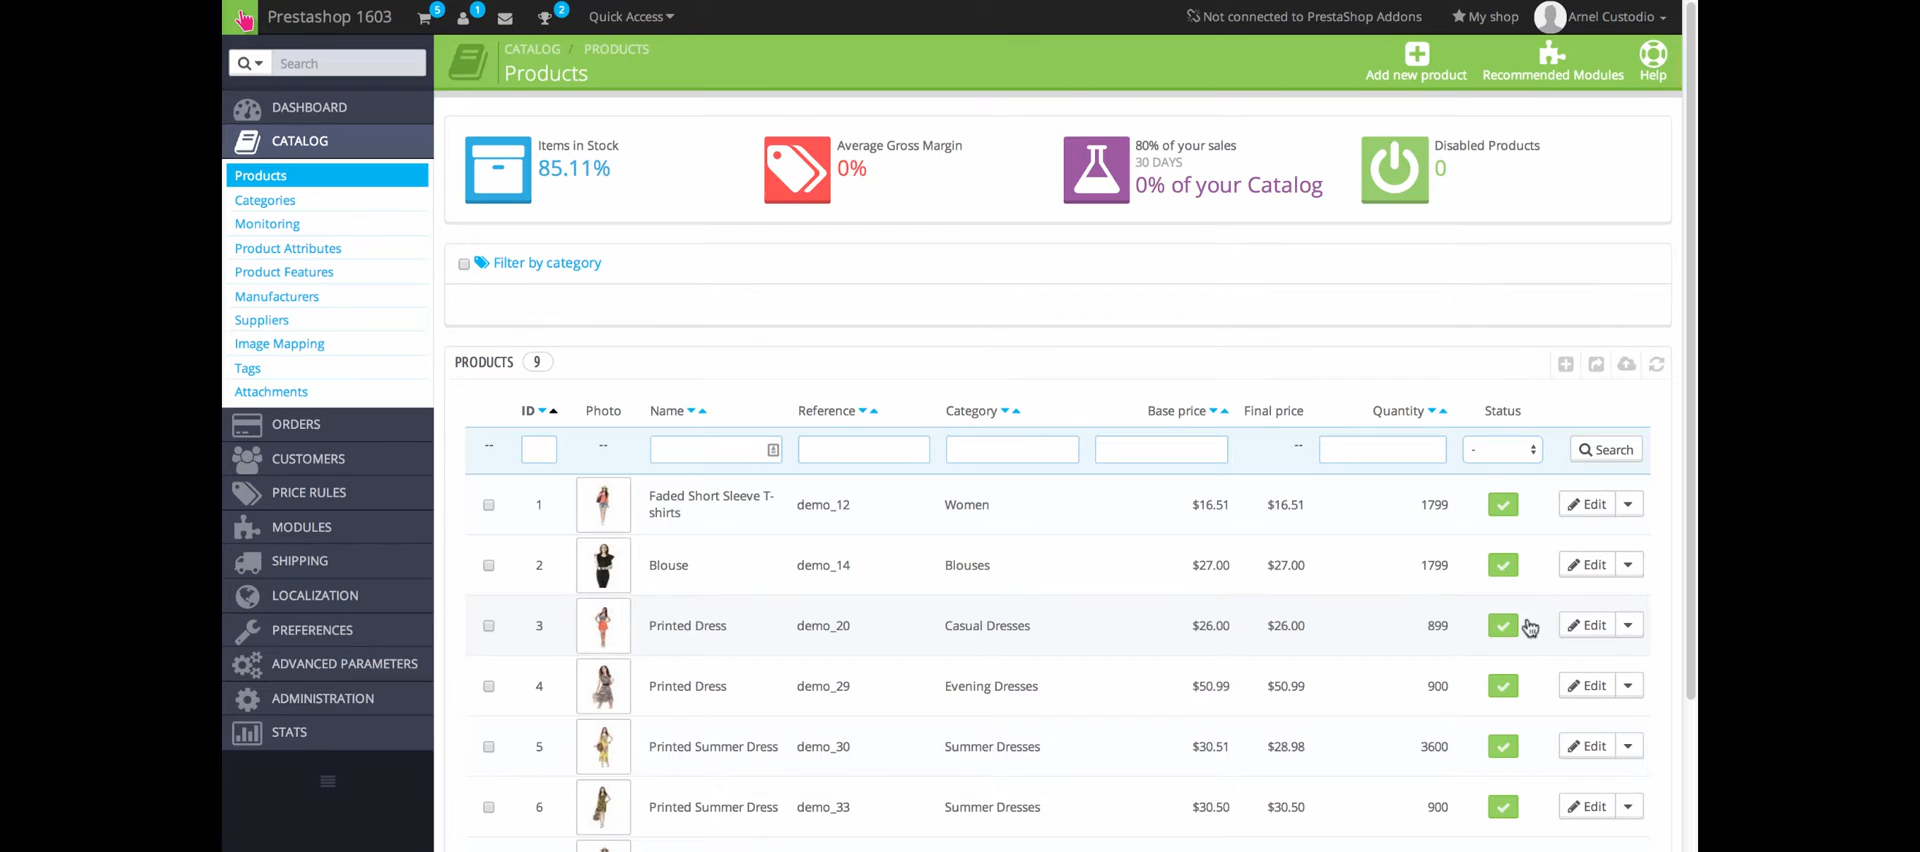 Prestashop 1603 5 1 2 Quick Access Not connected to PrestaShop Addons My shop Arnel Custodio
Search
CATALOG / PRODUCTS
Products
Add new product Recommended Modules Help
DASHBOARD
CATALOG
Products
Categories
Monitoring
Product Attributes
Product Features
Manufacturers
Suppliers
Image Mapping
Tags
Attachments
ORDERS
CUSTOMERS
PRICE RULES
MODULES
SHIPPING
LOCALIZATION
PREFERENCES
ADVANCED PARAMETERS
ADMINISTRATION
STATS
Items in Stock
85.11%
Average Gross Margin
0%
80% of your sales
30 DAYS
0% of your Catalog
Disabled Products
0
Filter by category
PRODUCTS 9
ID Photo Name Reference Category Base price Final price Quantity Status
-- -- -- - Search
1 Faded Short Sleeve T-
shirts demo_12 Women $16.51 $16.51 1799 Edit
2 Blouse demo_14 Blouses $27.00 $27.00 1799 Edit
3 Printed Dress demo_20 Casual Dresses $26.00 $26.00 899 Edit
4 Printed Dress demo_29 Evening Dresses $50.99 $50.99 900 Edit
5 Printed Summer Dress demo_30 Summer Dresses $30.51 $28.98 3600 Edit
6 Printed Summer Dress demo_33 Summer Dresses $30.50 $30.50 900 Edit